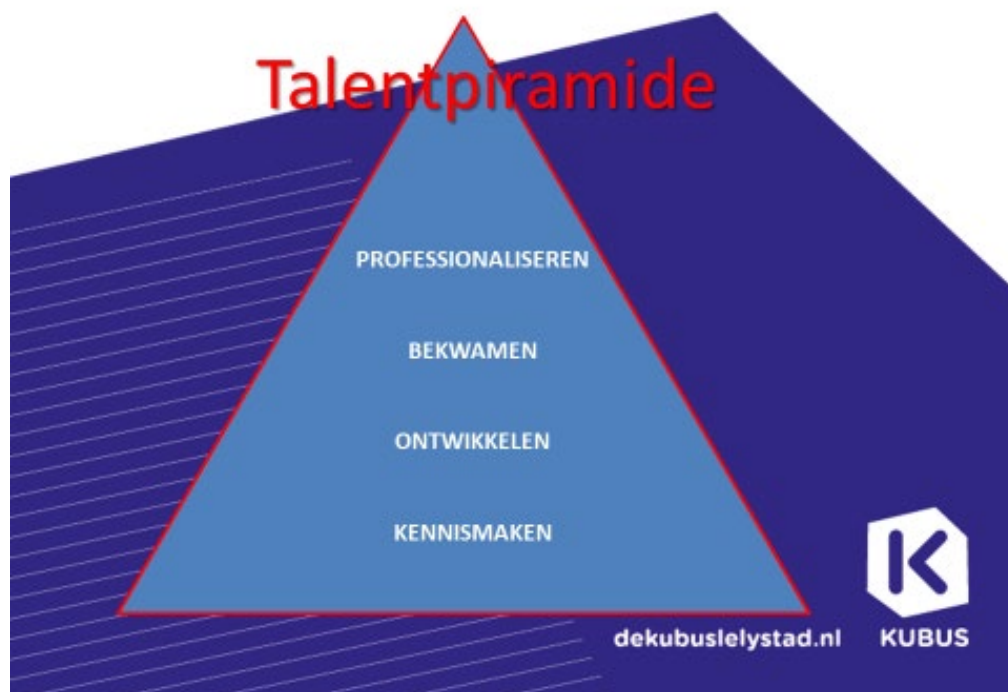 Talentpiramide
PROFESSIONALISEREN
BEKWAMEN
ONTWIKKELEN
KENNISMAKEN
K
dekubuslelystad.nl
KUBUS